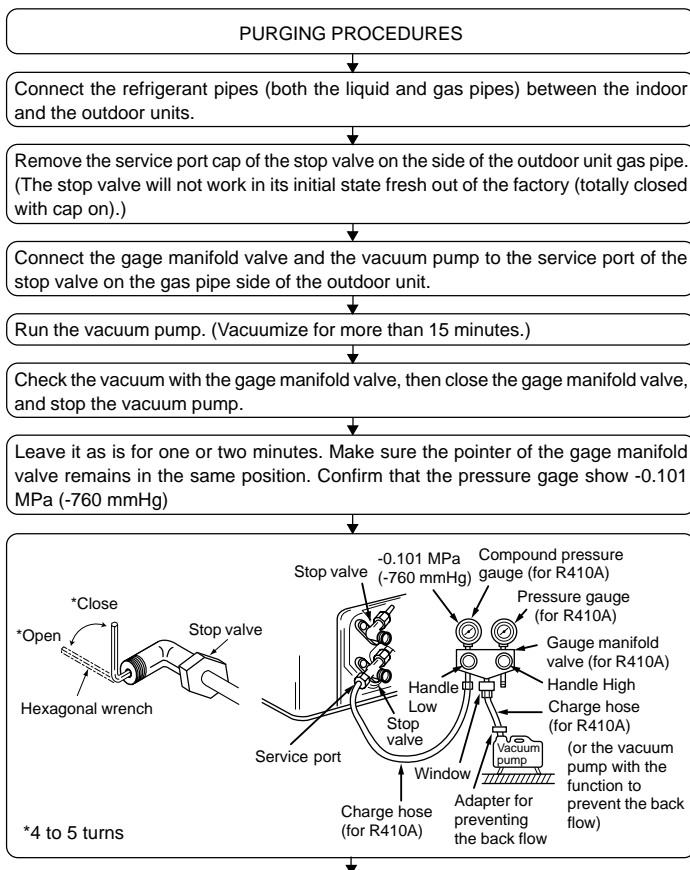 PURGING PROCEDURES
Connect the refrigerant pipes (both the liquid and gas pipes) between the indoor
and the outdoor units.
Remove the service port cap of the stop valve on the side of the outdoor unit gas pipe.
(The stop valve will not work in its initial state fresh out of the factory (totally closed
with cap on).)
Connect the gage manifold valve and the vacuum pump to the service port of the
stop valve on the gas pipe side of the outdoor unit.
Run the vacuum pump. (Vacuumize for more than 15 minutes.)
Check the vacuum with the gage manifold valve, then close the gage manifold valve,
and stop the vacuum pump.
Leave it as is for one or two minutes. Make sure the pointer of the gage manifold
valve remains in the same position. Confirm that the pressure gage show -0.101
MPa (-760 mmHg)
*Close
*Open
Stop valve
Hexagonal wrench
*4 to 5 turns
Stop valve
-0.101 MPa
(-760 mmHg)
Compound pressure
gauge (for R410A)
Pressure gauge
(for R410A)
Gauge manifold
valve (for R410A)
Handle
Low
Handle High
Stop
valve
Service port
Charge hose
(for R410A)
Window
Charge hose
(for R410A)
Vacuum
pump
Adapter for
preventing
the back flow
(or the vacuum
pump with the
function to
prevent the back
flow)